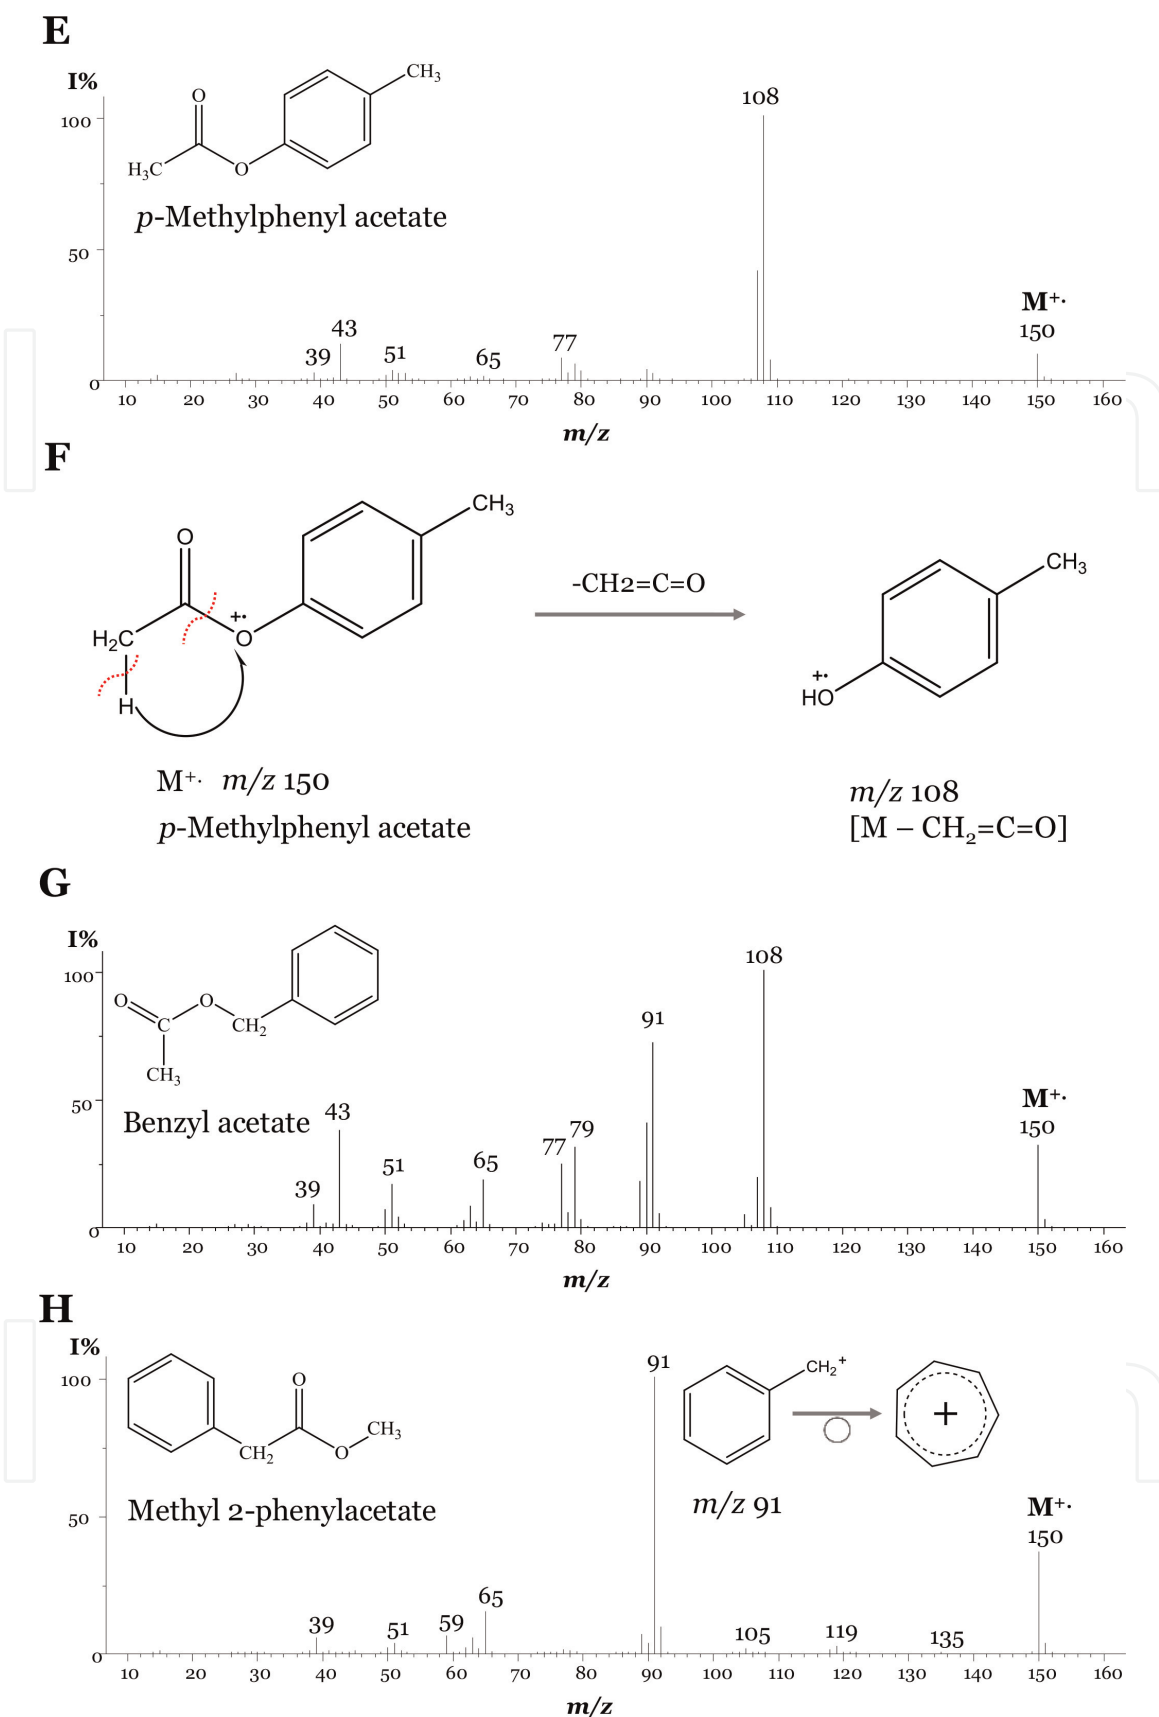 E
I%
100
50
0
O
H₃C
O
CH₃
p-Methylphenyl acetate
39
43
51
65
77
108
M⁺·
150
10 20 30 40 50 60 70 80 90 100 110 120 130 140 150 160
m/z
F
O
H₂C
H
+·
O
CH₃
-CH2=C=O
+·
HO
CH₃
M⁺· m/z 150
p-Methylphenyl acetate
m/z 108
[M – CH₂=C=O]
G
I%
100
50
0
O
C
CH₃
O
CH₂
Benzyl acetate
39
43
51
65
77
79
91
108
M⁺·
150
10 20 30 40 50 60 70 80 90 100 110 120 130 140 150 160
m/z
H
I%
100
50
0
CH₂
O
O
CH₃
Methyl 2-phenylacetate
39
51
59
65
91
105
119
135
CH₂⁺
+
m/z 91
M⁺·
150
10 20 30 40 50 60 70 80 90 100 110 120 130 140 150 160
m/z